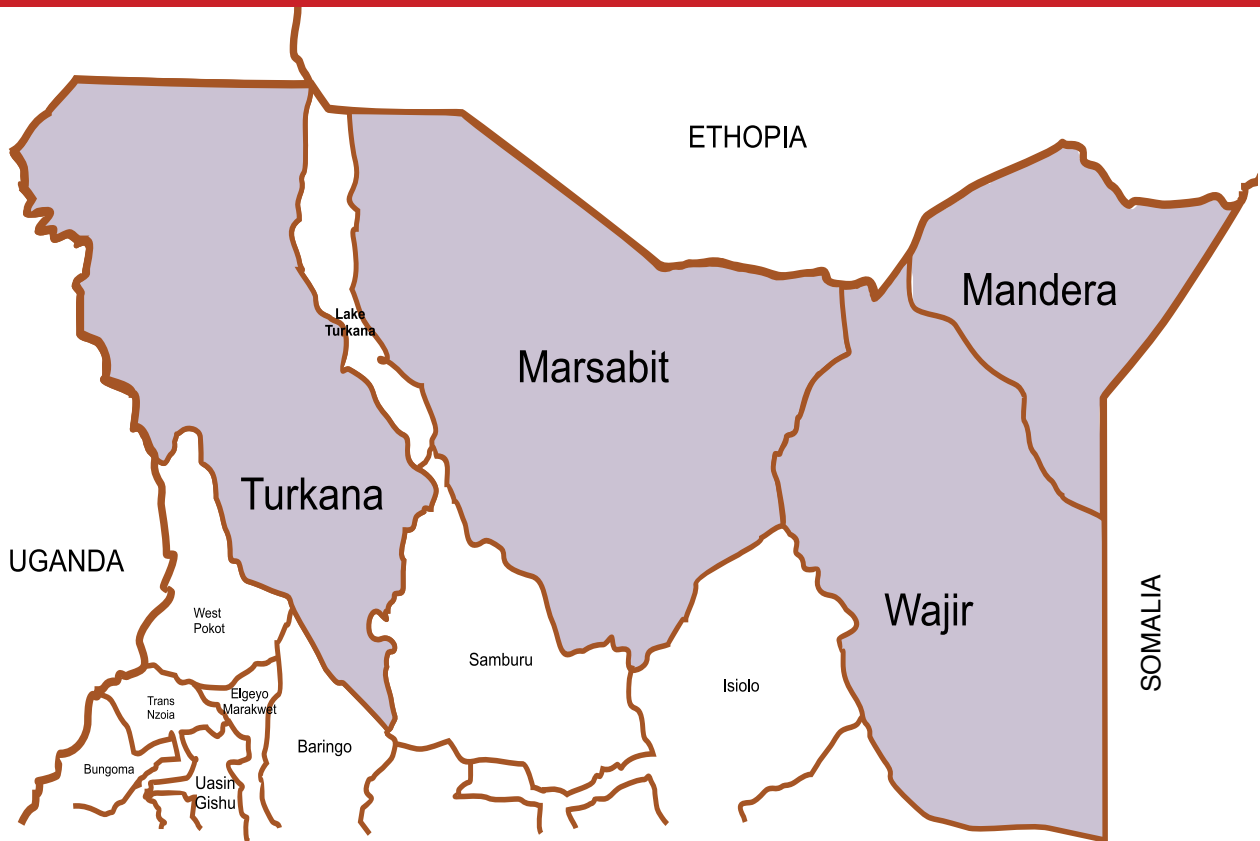 ETHOPIA
Mandera
Lake
Turkana
Marsabit
Turkana
UGANDA
Wajir
SOMALIA
West
Pokot
Samburu
Isiolo
Elgeyo
Marakwet
Trans
Nzoia
Baringo
Bungoma
Uasin
Gishu